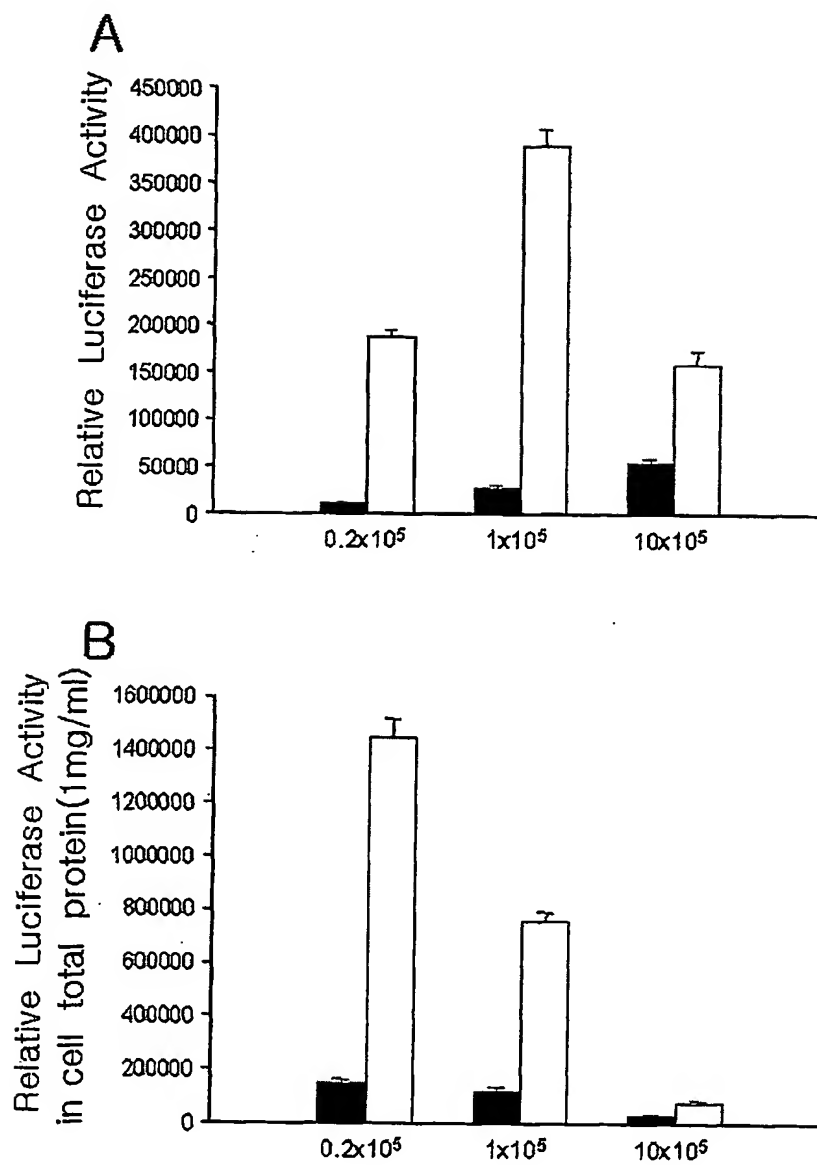 A
Relative Luciferase Activity
450000
400000
350000
300000
250000
200000
150000
100000
50000
0
0.2x10⁵
1x10⁵
10x10⁵
B
Relative Luciferase Activity
in cell total protein(1mg/ml)
1600000
1400000
1200000
1000000
800000
600000
400000
200000
0
0.2x10⁵
1x10⁵
10x10⁵